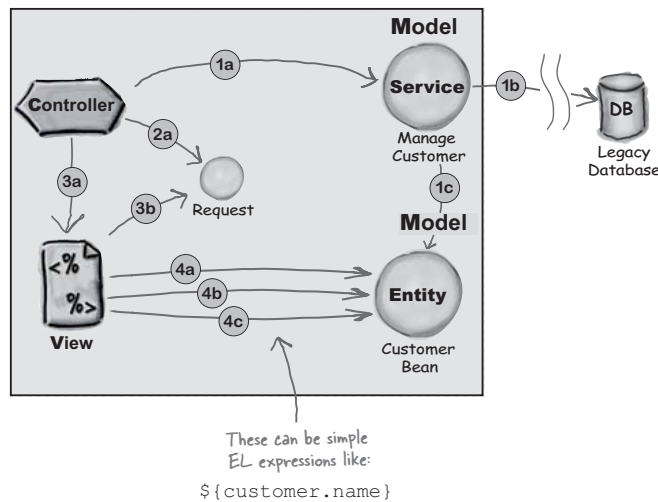 Model
1a
Service
1b
Controller
DB
2a
Manage
Customer
Legacy
Database
3a
1c
3b
Request
Model
<%
%>
4a
4b
4c
Entity
View
Customer
Bean
These can be simple
EL expressions like:
${customer.name}